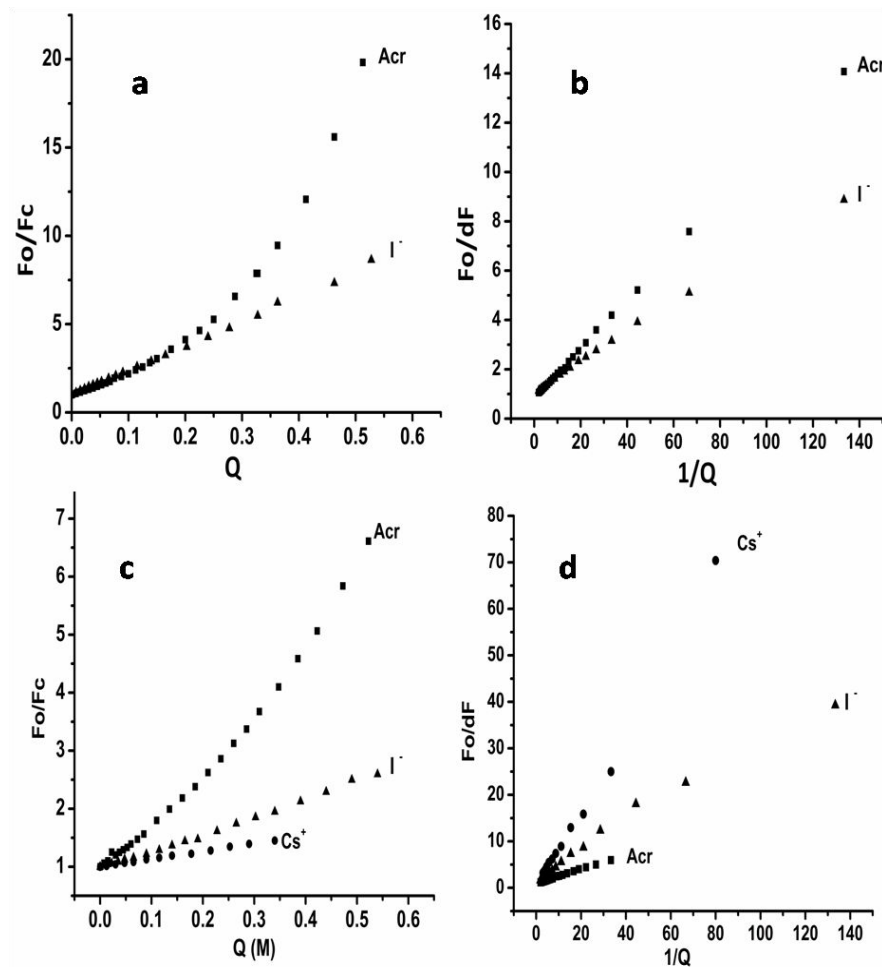 a
Fo/Fc
20
15
10
5
0
Acr
I⁻
0.0 0.1 0.2 0.3 0.4 0.5 0.6
Q
b
Fo/dF
16
14
12
10
8
6
4
2
0
Acr
I⁻
0 20 40 60 80 100 120 140
1/Q
c
Fo/Fc
7
6
5
4
3
2
1
Acr
I⁻
Cs⁺
0.0 0.1 0.2 0.3 0.4 0.5 0.6
Q (M)
d
Fo/dF
80
70
60
50
40
30
20
10
0
Cs⁺
I⁻
Acr
0 20 40 60 80 100 120 140
1/Q